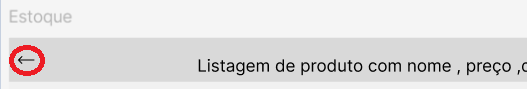 Estoque
← Listagem de produto com nome , preço ,